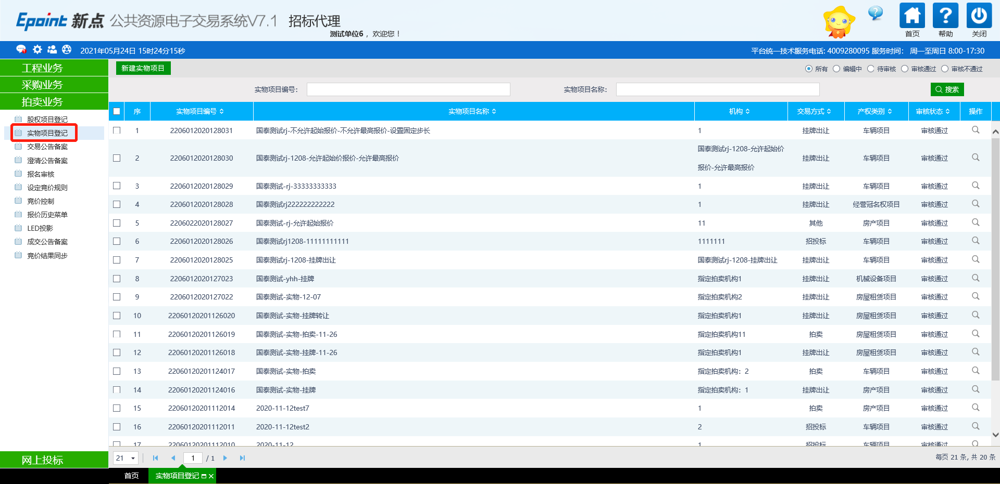 Epoint 新点 公共资源电子交易系统V7.1 招标代理
测试单位6 ，欢迎您！
首页 帮助 关闭
2021年05月24日 15时24分15秒
平台统一技术服务电话: 4009280095 服务时间： 周一至周日 8:00-17:30
工程业务
采购业务
拍卖业务
股权项目登记
实物项目登记
交易公告备案
澄清公告备案
报名审核
设定竞价规则
竞价控制
报价历史菜单
LED投影
成交公告备案
竞价结果同步
网上投标
新建实物项目
所有 编辑中 待审核 审核通过 审核不通过
实物项目编号： 实物项目名称： 搜索
序 实物项目编号 实物项目名称 机构 交易方式 产权类别 审核状态 操作
1 2206012020128031 国泰测试rj-不允许起始报价-不允许最高报价-设置固定步长 1 挂牌出让 车辆项目 审核通过
2 2206012020128030 国泰测试rj-1208-允许起始价报价-允许最高报价 国泰测试rj-1208-允许起始价报价-允许最高报价 挂牌出让 车辆项目 审核通过
3 2206012020128029 国泰测试-rj-33333333333 1 挂牌出让 车辆项目 审核通过
4 2206012020128028 国泰测试rj222222222222 1 挂牌出让 经营冠名权项目 审核通过
5 2206022020128027 国泰测试-rj-允许起始报价 11 其他 房产项目 审核通过
6 2206012020128026 国泰测试rj1208-11111111111 1111111 招投标 车辆项目 审核通过
7 2206012020128025 国泰测试rj-1208-挂牌出让 国泰测试rj-1208-挂牌出让 挂牌出让 车辆项目 审核通过
8 2206012020127023 国泰测试-yhh-挂牌 指定拍卖机构1 挂牌出让 机械设备项目 审核通过
9 2206012020127022 国泰测试-实物-12-07 指定拍卖机构2 挂牌出让 房屋租赁项目 审核通过
10 22060120201126020 国泰测试-实物-挂牌转让 指定拍卖机构1 挂牌出让 房屋租赁项目 审核通过
11 22060120201126019 国泰测试-实物-拍卖-11-26 指定拍卖机构11 拍卖 房屋租赁项目 审核通过
12 22060120201126018 国泰测试-实物-挂牌-11-26 指定拍卖机构1 挂牌出让 房屋租赁项目 审核通过
13 22060120201124017 国泰测试-实物-拍卖 指定拍卖机构：2 拍卖 车辆项目 审核通过
14 22060120201124016 国泰测试-实物-挂牌 指定拍卖机构：1 挂牌出让 房产项目 审核通过
15 22060120201112014 2020-11-12test7 1 拍卖 房产项目 审核通过
16 22060120201112011 2020-11-12test2 2 招投标 车辆项目 审核通过
17 22060120201112010 2020-11-12 1 招投标 车辆项目 审核通过
21 1 / 1 每页 21 条, 共 20 条
首页 实物项目登记